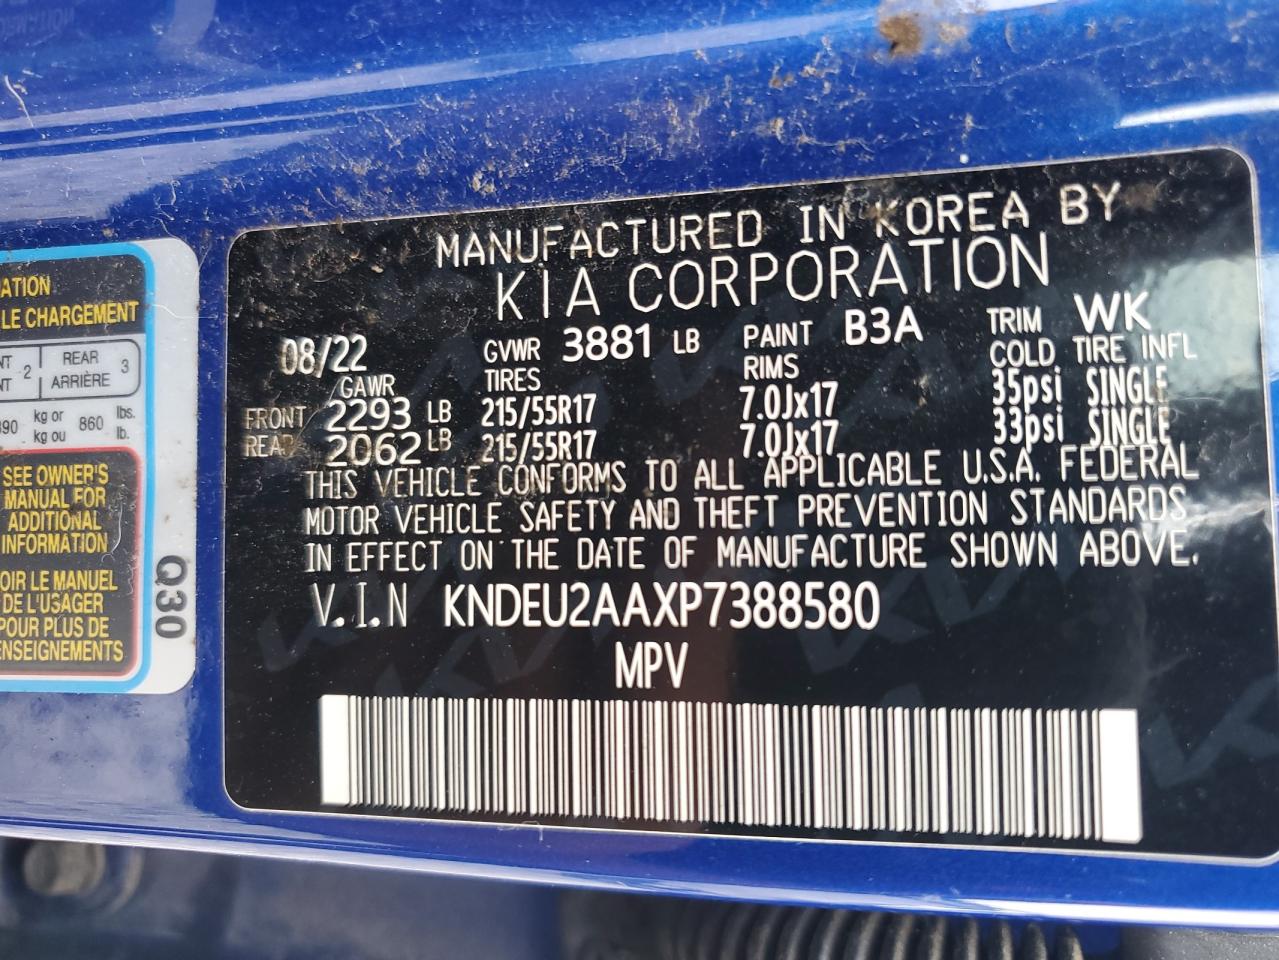 ATION
LE CHARGEMENT
2
REAR
ARRIÈRE
3
kg or
kg ou
860
lbs.
lb.
SEE OWNER'S
MANUAL FOR
ADDITIONAL
INFORMATION
OIR LE MANUEL
DE L'USAGER
POUR PLUS DE
ENSEIGNEMENTS
Q30
MANUFACTURED IN KOREA BY
KIA CORPORATION
08/22 GVWR 3881 LB PAINT B3A TRIM WK
/GAWR TIRES RIMS COLD TIRE INFL
FRONT 2293 LB 215/55R17 7.0Jx17 35psi SINGLE
REAR 2062 LB 215/55R17 7.0Jx17 33psi SINGLE
THIS VEHICLE CONFORMS TO ALL APPLICABLE U.S.A. FEDERAL
MOTOR VEHICLE SAFETY AND THEFT PREVENTION STANDARDS
IN EFFECT ON THE DATE OF MANUFACTURE SHOWN ABOVE.
V.I.N KNDEU2AAXP7388580
MPV